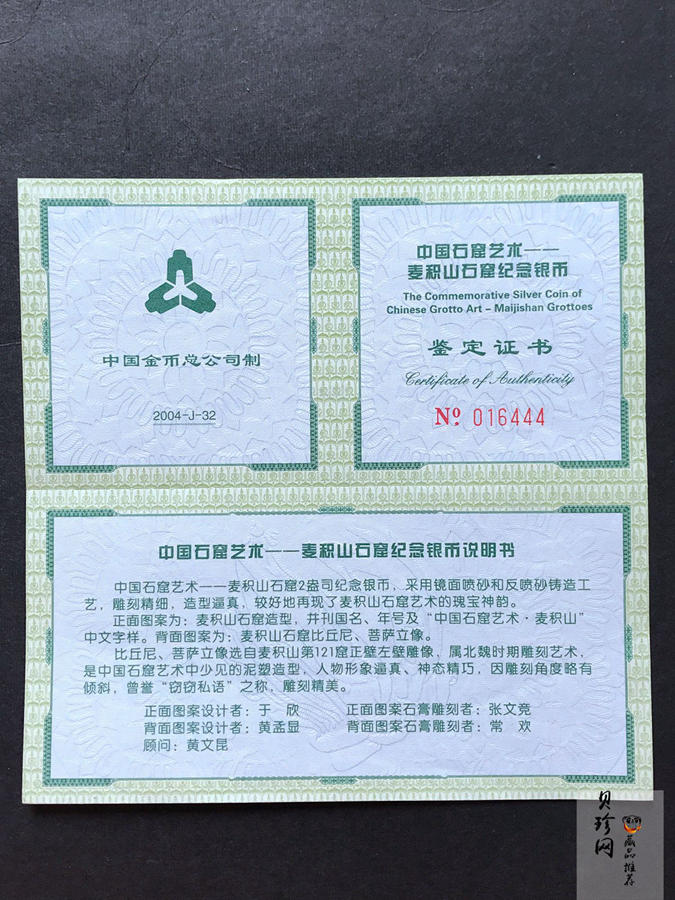 中国金币总公司制
2004-J-32
中国石窟艺术——
麦积山石窟纪念银币
The Commemorative Silver Coin of
Chinese Grotto Art – Maijishan Grottoes
鉴定证书
Certificate of Authenticity
Nº 016444
中国石窟艺术——麦积山石窟纪念银币说明书
中国石窟艺术——麦积山石窟2盎司纪念银币，采用镜面喷砂和反喷砂铸造工
艺，雕刻精细，造型逼真，较好地再现了麦积山石窟艺术的瑰宝神韵。
正面图案为：麦积山石窟造型，并刊国名、年号及“中国石窟艺术·麦积山”
中文字样。背面图案为：麦积山石窟比丘尼、菩萨立像。
比丘尼、菩萨立像选自麦积山第121窟正壁左壁雕像，属北魏时期雕刻艺术，
是中国石窟艺术中少见的泥塑造型，人物形象逼真、神态精巧，因雕刻角度略有
倾斜，曾誉“窃窃私语”之称，雕刻精美。
正面图案设计者：于 欣 正面图案石膏雕刻者：张文竞
背面图案设计者：黄孟显 背面图案石膏雕刻者：常 欢
顾问：黄文昆
贝珍网
藏品推荐